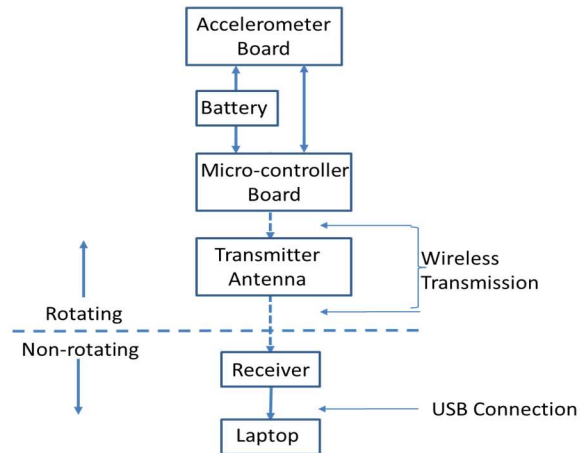 Accelerometer
Board
Battery
Micro-controller
Board
Transmitter
Antenna
Wireless
Transmission
Rotating
Non-rotating
Receiver
USB Connection
Laptop